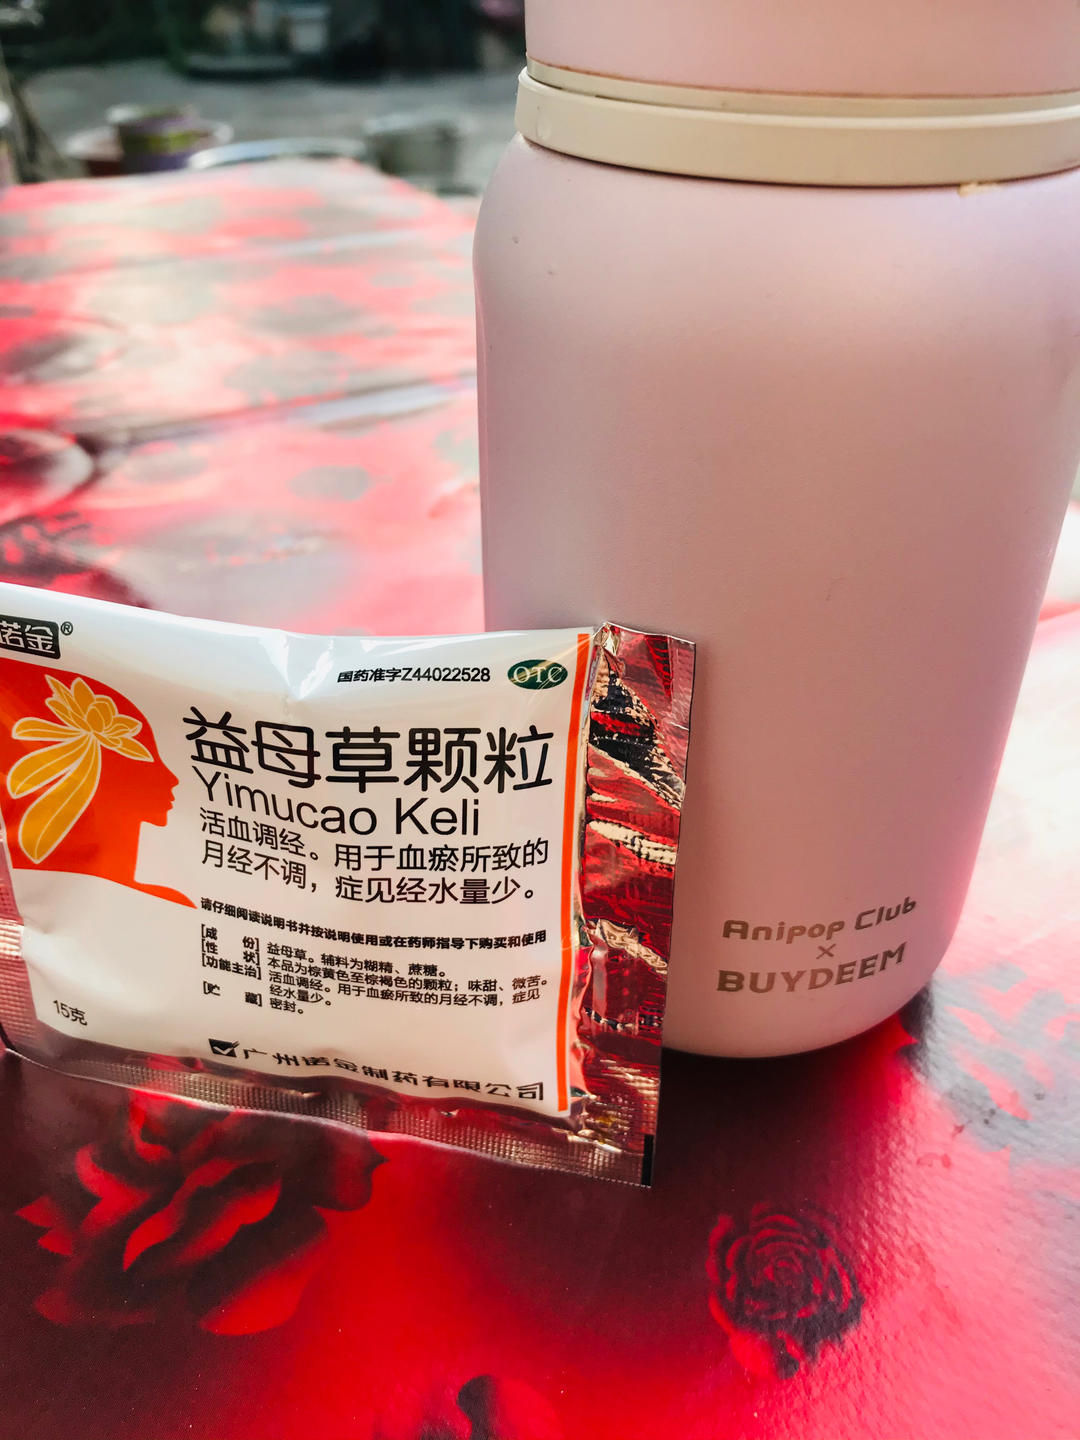 诺金®
国药准字Z44022528 OTC
益母草颗粒
Yimucao Keli
活血调经。用于血瘀所致的
月经不调，症见经水量少。
请仔细阅读说明书并按说明使用或在药师指导下购买和使用
[成 份] 益母草。辅料为糊精、蔗糖。
[性 状] 本品为棕黄色至棕褐色的颗粒；味甜、微苦。
[功能主治] 活血调经。用于血瘀所致的月经不调，症见
经水量少。
[贮 藏] 密封。
15克
广州诺金制药有限公司
Anipop Club
×
BUYDEEM